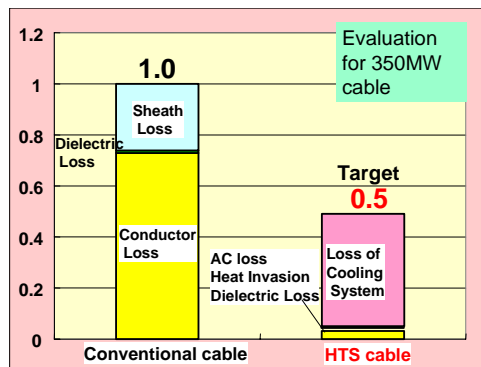 1.2
1
0.8
0.6
0.4
0.2
0
1.0
Sheath
Loss
Dielectric
Loss
Conductor
Loss
Conventional cable
Evaluation
for 350MW
cable
Target
0.5
AC loss
Heat Invasion
Dielectric Loss
Loss of
Cooling
System
HTS cable